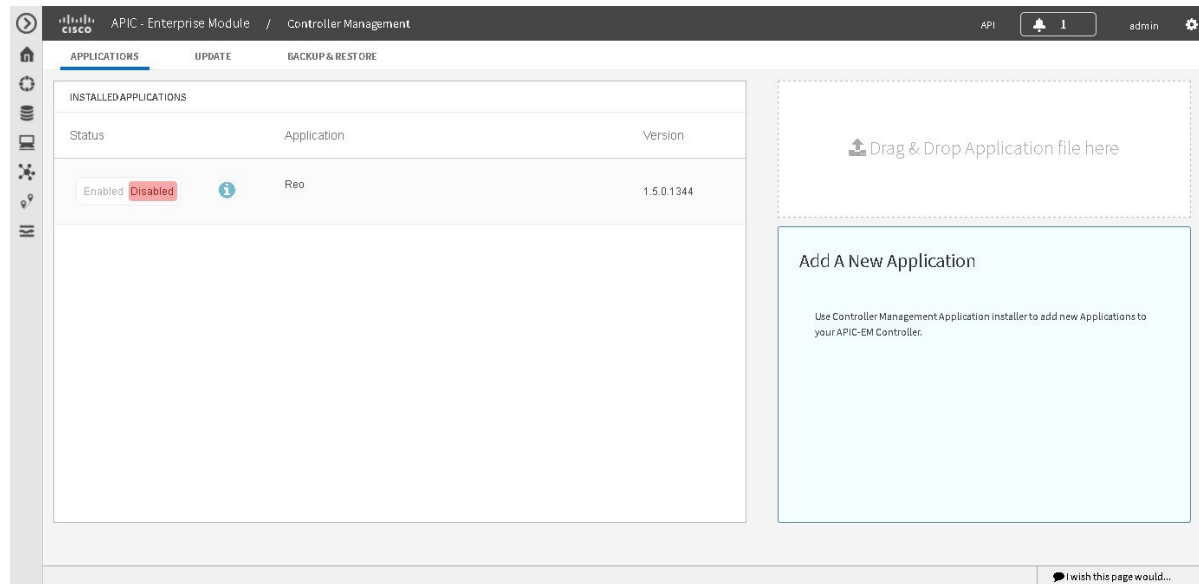 CISCO APIC - Enterprise Module / Controller Management API 1 admin
APPLICATIONS UPDATE BACKUP & RESTORE
INSTALLED APPLICATIONS
Status Application Version
Enabled Disabled Reo 1.5.0.1344
Drag & Drop Application file here
Add A New Application
Use Controller Management Application installer to add new Applications to
your APIC-EM Controller.
I wish this page would...